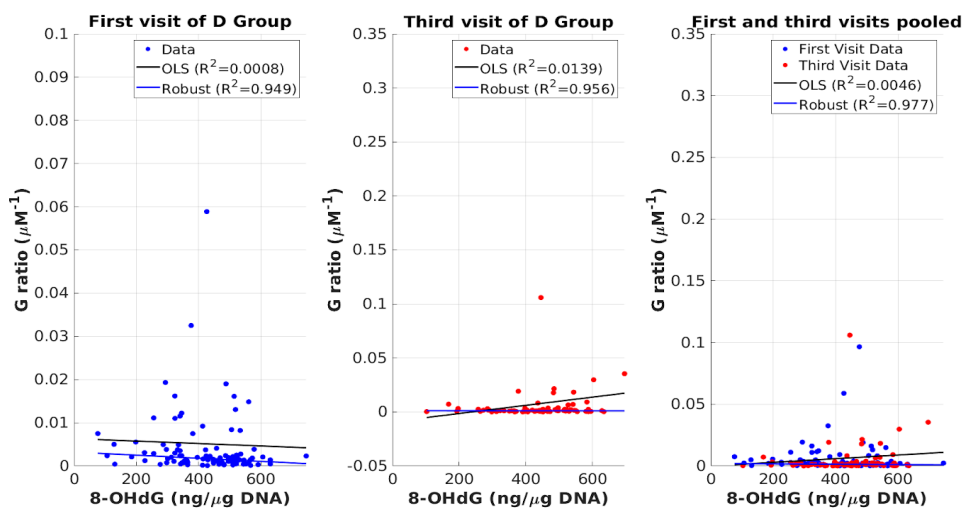 First visit of D Group
0.1
0.09
0.08
0.07
0.06
0.05
0.04
0.03
0.02
0.01
0
G ratio (μM⁻¹)
Data
OLS (R²=0.0008)
Robust (R²=0.949)
0 200 400 600
8-OHdG (ng/μg DNA)
Third visit of D Group
0.35
0.3
0.25
0.2
0.15
0.1
0.05
0
-0.05
G ratio (μM⁻¹)
Data
OLS (R²=0.0139)
Robust (R²=0.956)
0 200 400 600
8-OHdG (ng/μg DNA)
First and third visits pooled
0.35
0.3
0.25
0.2
0.15
0.1
0.05
0
G ratio (μM⁻¹)
First Visit Data
Third Visit Data
OLS (R²=0.0046)
Robust (R²=0.977)
0 200 400 600
8-OHdG (ng/μg DNA)